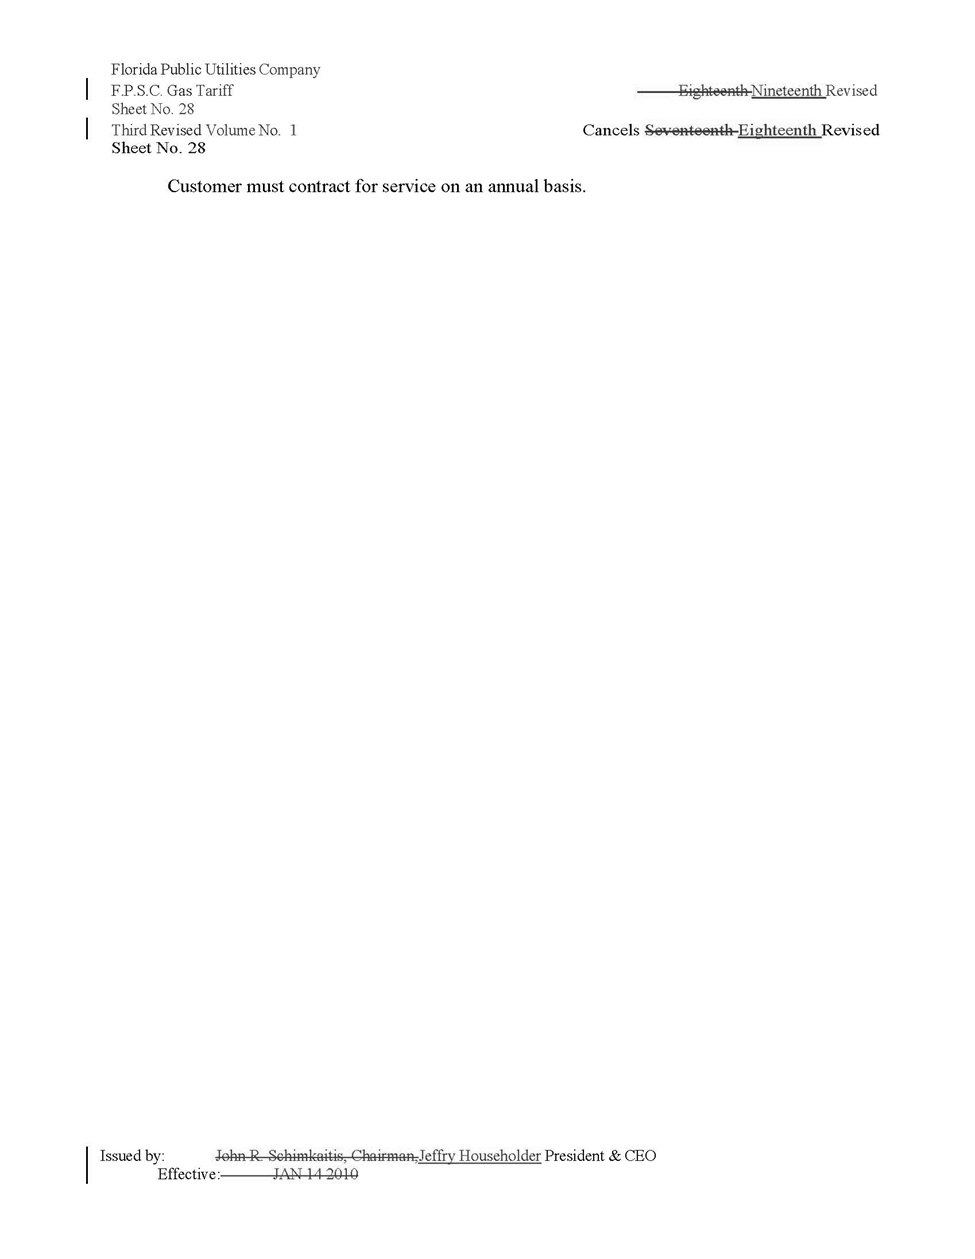 Florida Public Utilities Company
F.P.S.C. Gas Tariff Eighteenth Nineteenth Revised
Sheet No. 28
Third Revised Volume No. 1 Cancels Seventeenth Eighteenth Revised
Sheet No. 28
Customer must contract for service on an annual basis.
Issued by: John R. Schimkaitis, Chairman, Jeffry Householder President & CEO
Effective: JAN 14 2010